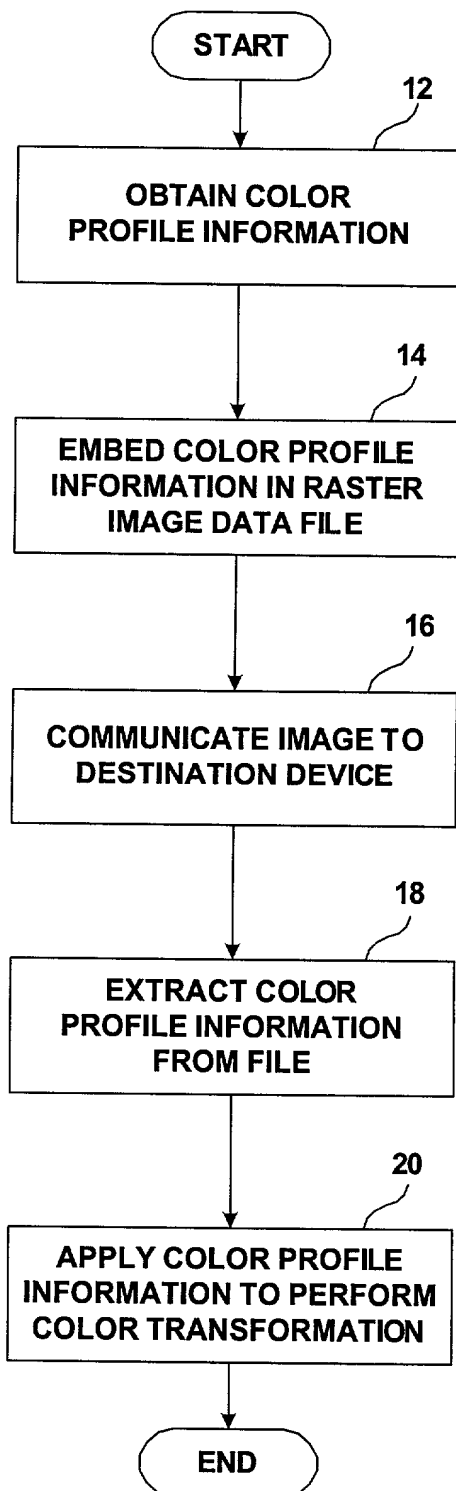 START
12
OBTAIN COLOR
PROFILE INFORMATION
14
EMBED COLOR PROFILE
INFORMATION IN RASTER
IMAGE DATA FILE
16
COMMUNICATE IMAGE TO
DESTINATION DEVICE
18
EXTRACT COLOR
PROFILE INFORMATION
FROM FILE
20
APPLY COLOR PROFILE
INFORMATION TO PERFORM
COLOR TRANSFORMATION
END